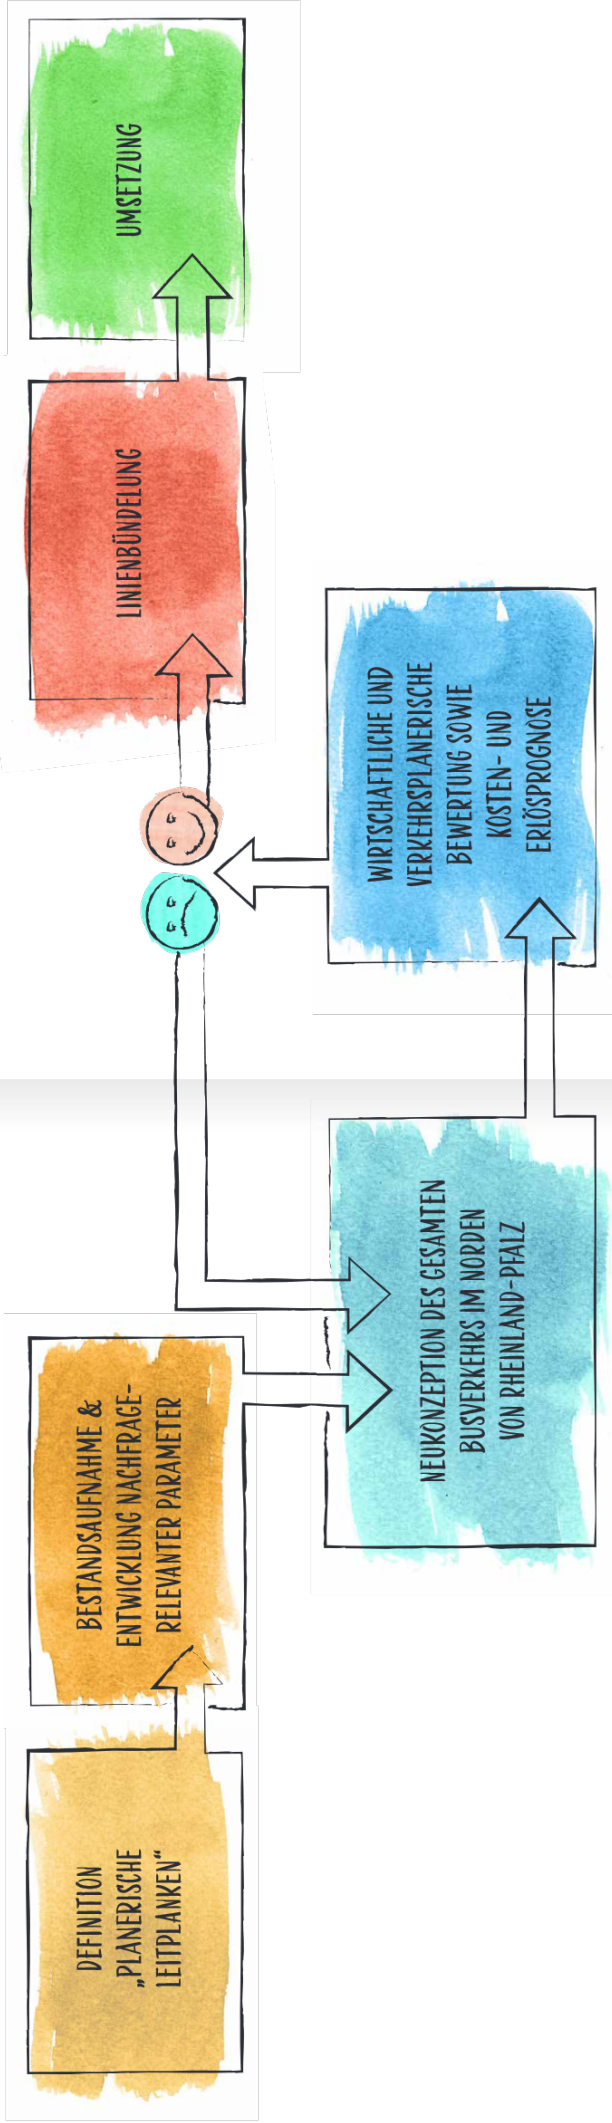 DEFINITION
„PLANERISCHE
LEITPLANKEN“
BESTANDSAUFNAHME &
ENTWICKLUNG NACHFRAGE-
RELEVANTER PARAMETER
NEUKONZEPTION DES GESAMTEN
BUSVERKEHRS IM NORDEN
VON RHEINLAND-PFALZ
WIRTSCHAFTLICHE UND
VERKEHRSPLANERISCHE
BEWERTUNG SOWIE
KOSTEN- UND
ERLÖSPROGNOSE
LINIENBÜNDELUNG
UMSETZUNG